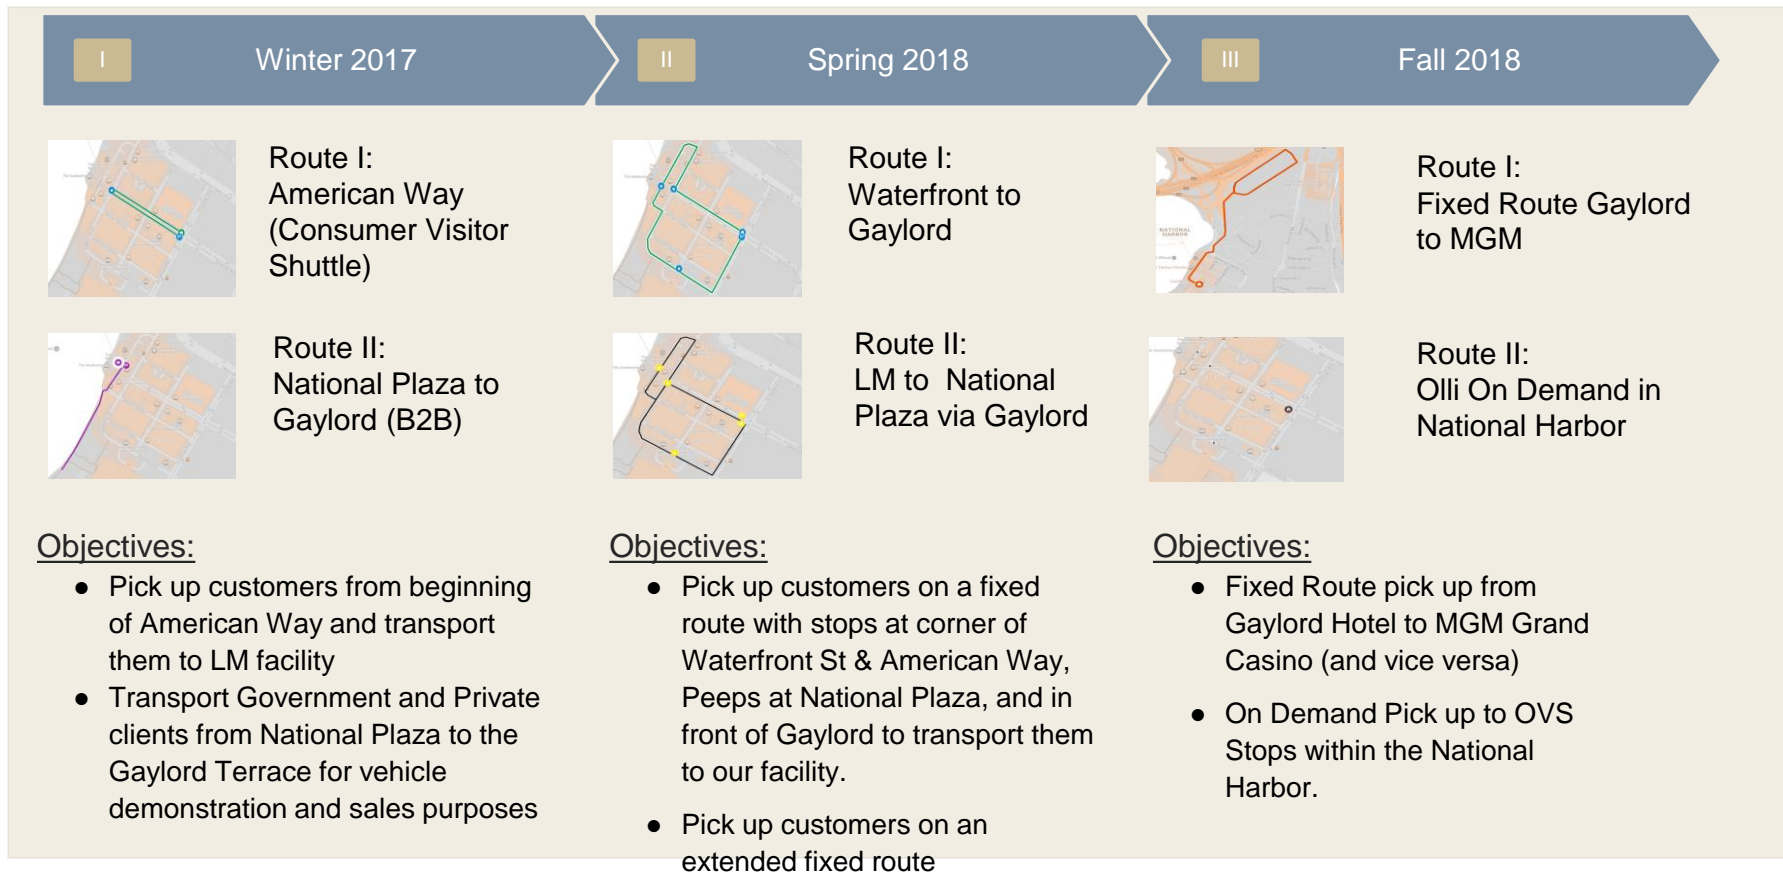 I
Winter 2017
II
Spring 2018
III
Fall 2018
Route I:
American Way
(Consumer Visitor
Shuttle)
Route I:
Waterfront to
Gaylord
NATIONAL
HARBOR
Route I:
Fixed Route Gaylord
to MGM
Route II:
National Plaza to
Gaylord (B2B)
Route II:
LM to National
Plaza via Gaylord
Route II:
Olli On Demand in
National Harbor
Objectives:
● Pick up customers from beginning
of American Way and transport
them to LM facility
● Transport Government and Private
clients from National Plaza to the
Gaylord Terrace for vehicle
demonstration and sales purposes
Objectives:
● Pick up customers on a fixed
route with stops at corner of
Waterfront St & American Way,
Peeps at National Plaza, and in
front of Gaylord to transport them
to our facility.
● Pick up customers on an
extended fixed route
Objectives:
● Fixed Route pick up from
Gaylord Hotel to MGM Grand
Casino (and vice versa)
● On Demand Pick up to OVS
Stops within the National
Harbor.